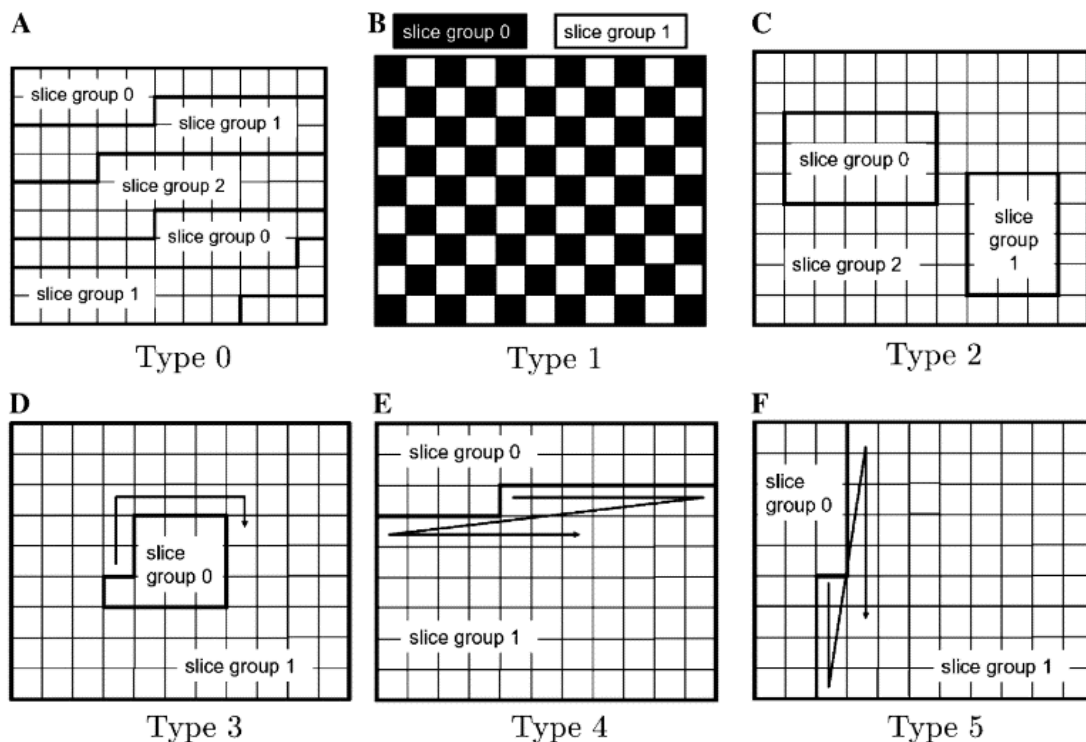 A
slice group 0
slice group 1
slice group 2
slice group 0
slice group 1
Type 0
B
slice group 0
slice group 1
Type 1
C
slice group 0
slice
group
1
slice group 2
Type 2
D
slice
group 0
slice group 1
Type 3
E
slice group 0
slice group 1
Type 4
F
slice
group 0
slice group 1
Type 5